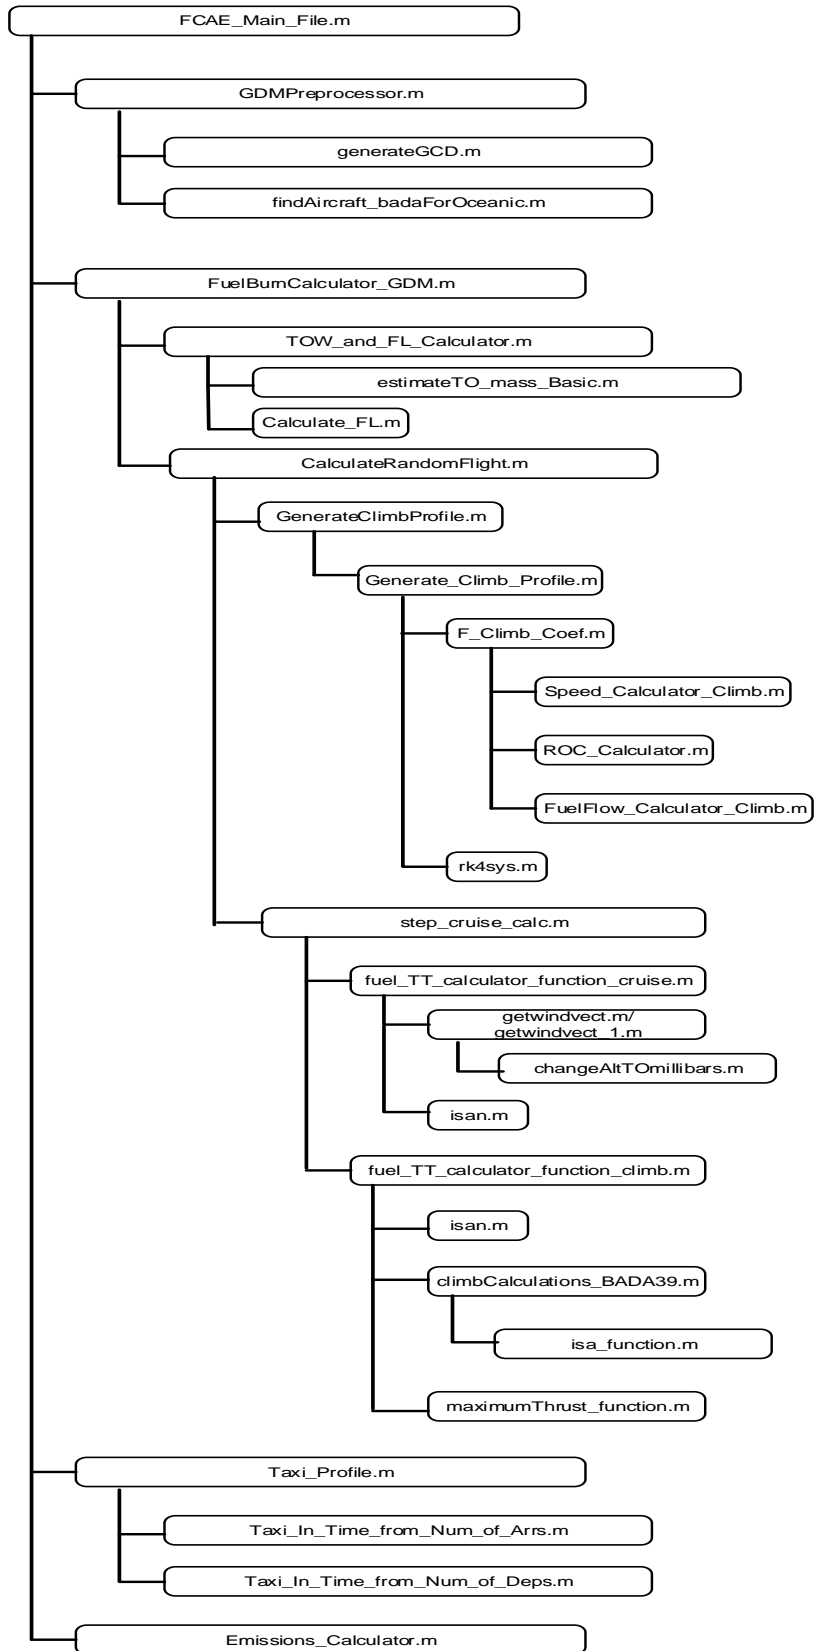 FCAE_Main_File.m
GDMPreprocessor.m
generateGCD.m
findAircraft_badaForOceanic.m
FuelBurnCalculator_GDM.m
TOW_and_FL_Calculator.m
estimateTO_mass_Basic.m
Calculate_FL.m
CalculateRandomFlight.m
GenerateClimbProfile.m
Generate_Climb_Profile.m
F_Climb_Coef.m
Speed_Calculator_Climb.m
ROC_Calculator.m
FuelFlow_Calculator_Climb.m
rk4sys.m
step_cruise_calc.m
fuel_TT_calculator_function_cruise.m
getwindvect.m/
getwindvect_1.m
changeAltTOmillibars.m
isan.m
fuel_TT_calculator_function_climb.m
isan.m
climbCalculations_BADA39.m
isa_function.m
maximumThrust_function.m
Taxi_Profile.m
Taxi_In_Time_from_Num_of_Arrs.m
Taxi_In_Time_from_Num_of_Deps.m
Emissions_Calculator.m